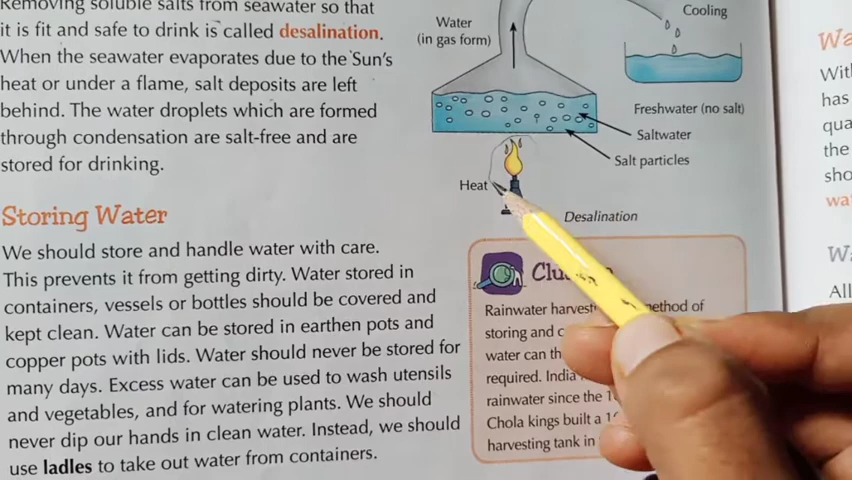 Removing soluble salts from seawater so that
it is fit and safe to drink is called desalination.
When the seawater evaporates due to the Sun's
heat or under a flame, salt deposits are left
behind. The water droplets which are formed
through condensation are salt-free and are
stored for drinking.
Water
(in gas form)
Cooling
Freshwater (no salt)
Saltwater
Salt particles
Heat
Desalination
Storing Water
We should store and handle water with care.
This prevents it from getting dirty. Water stored in
containers, vessels or bottles should be covered and
kept clean. Water can be stored in earthen pots and
copper pots with lids. Water should never be stored for
many days. Excess water can be used to wash utensils
and vegetables, and for watering plants. We should
never dip our hands in clean water. Instead, we should
use ladles to take out water from containers.
Rainwater method of
storing and
water can
required. India
rainwater since the
Chola kings built a
harvesting tank in
has
the